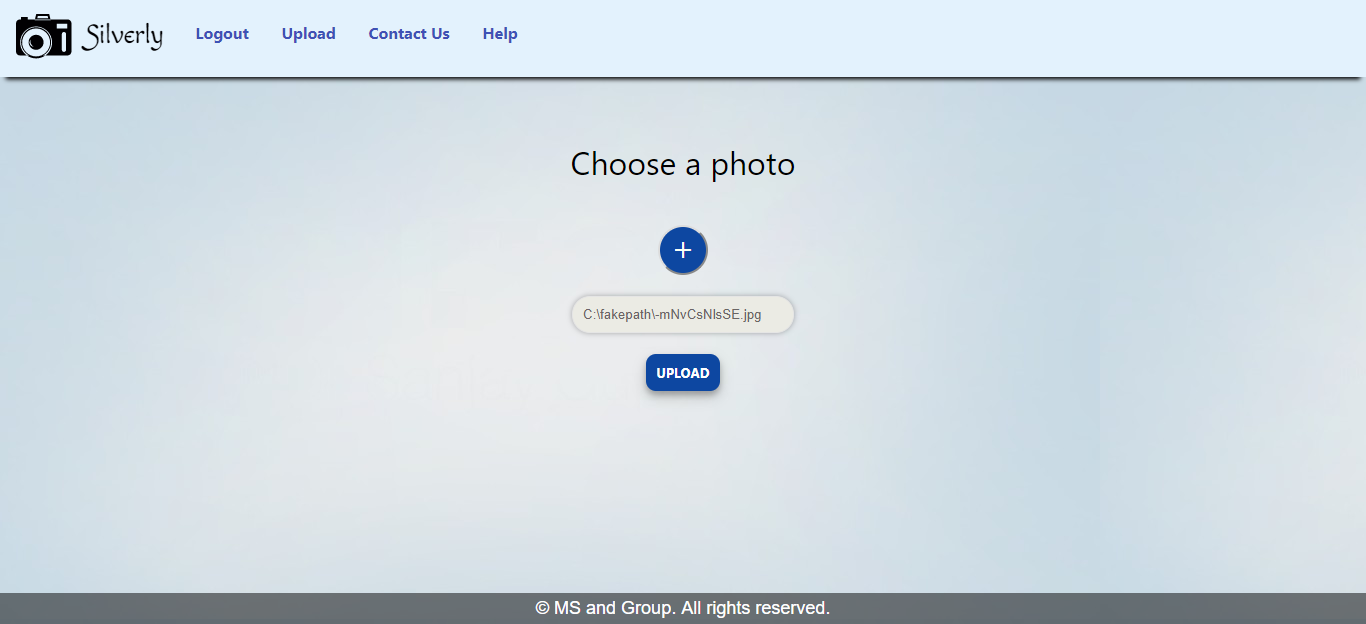 Silverly
Logout
Upload
Contact Us
Help
Choose a photo
+
C:\fakepath\-mNvCsNlsSE.jpg
UPLOAD
© MS and Group. All rights reserved.